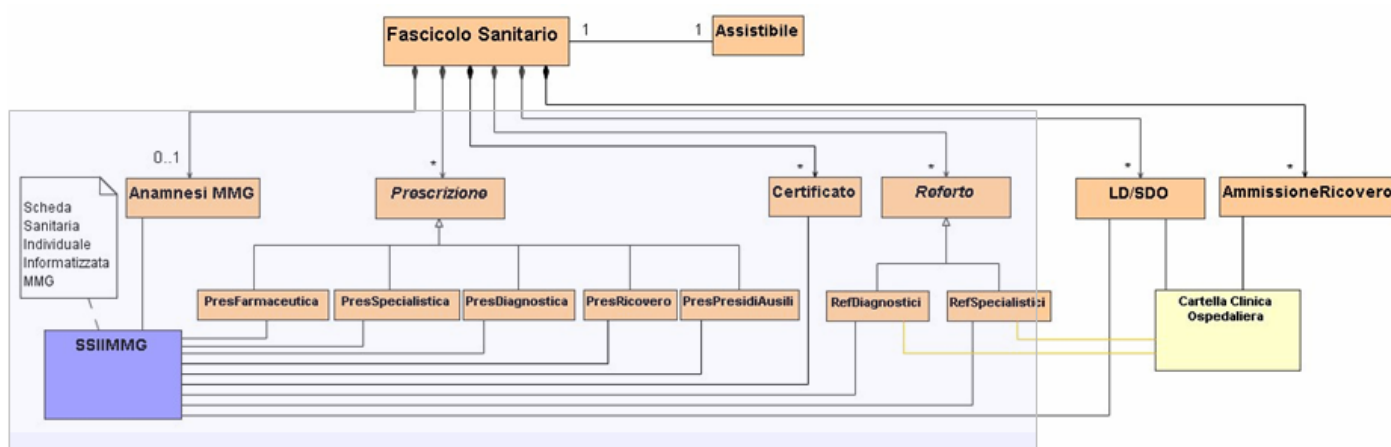 Fascicolo Sanitario
1
1
Assistibile
0..1
*
*
*
*
*
Anamnesi MMG
Prescrizione
Certificato
Referto
LD/SDO
AmmissioneRicovero
Scheda
Sanitaria
Individuale
Informatizzata
MMG
PresFarmaceutica
PresSpecialistica
PresDiagnostica
PresRicovero
PresPresidiAusili
RefDiagnostici
RefSpecialistici
Cartella Clinica
Ospedaliera
SSIIMMG